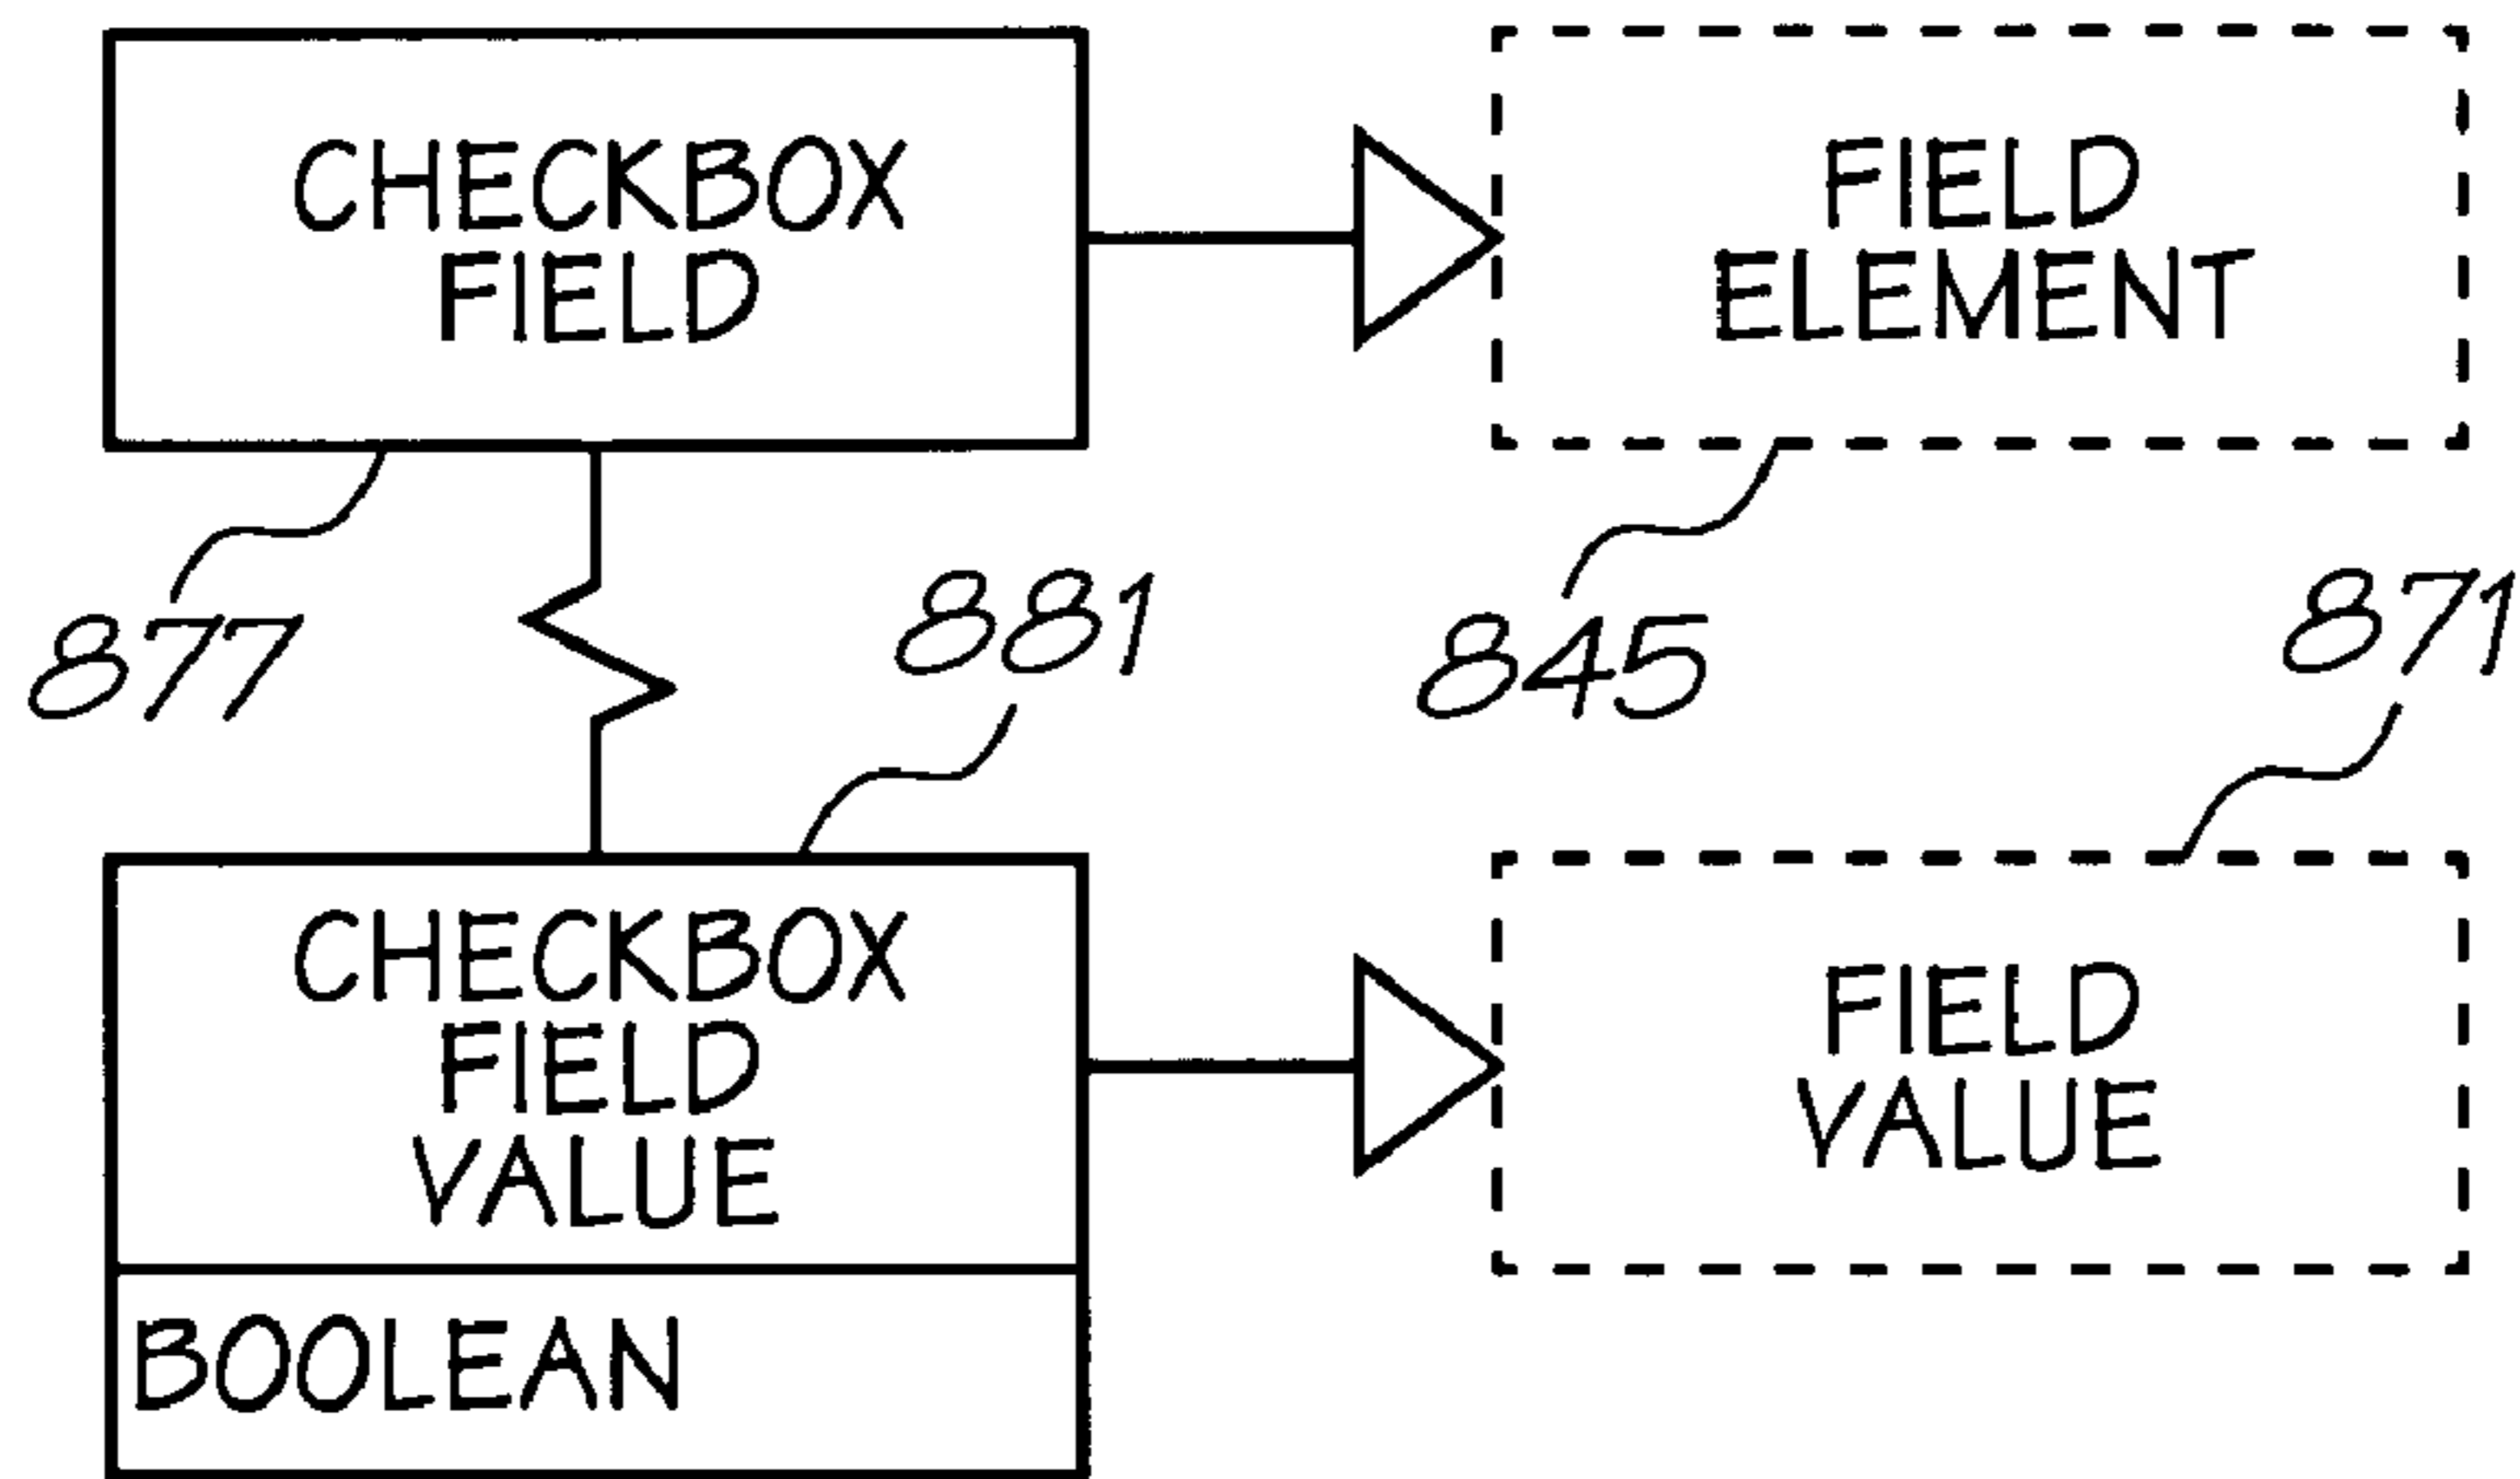 CHECKBOX
FIELD
FIELD
ELEMENT
877
881
845
871
CHECKBOX
FIELD
VALUE
BOOLEAN
FIELD
VALUE